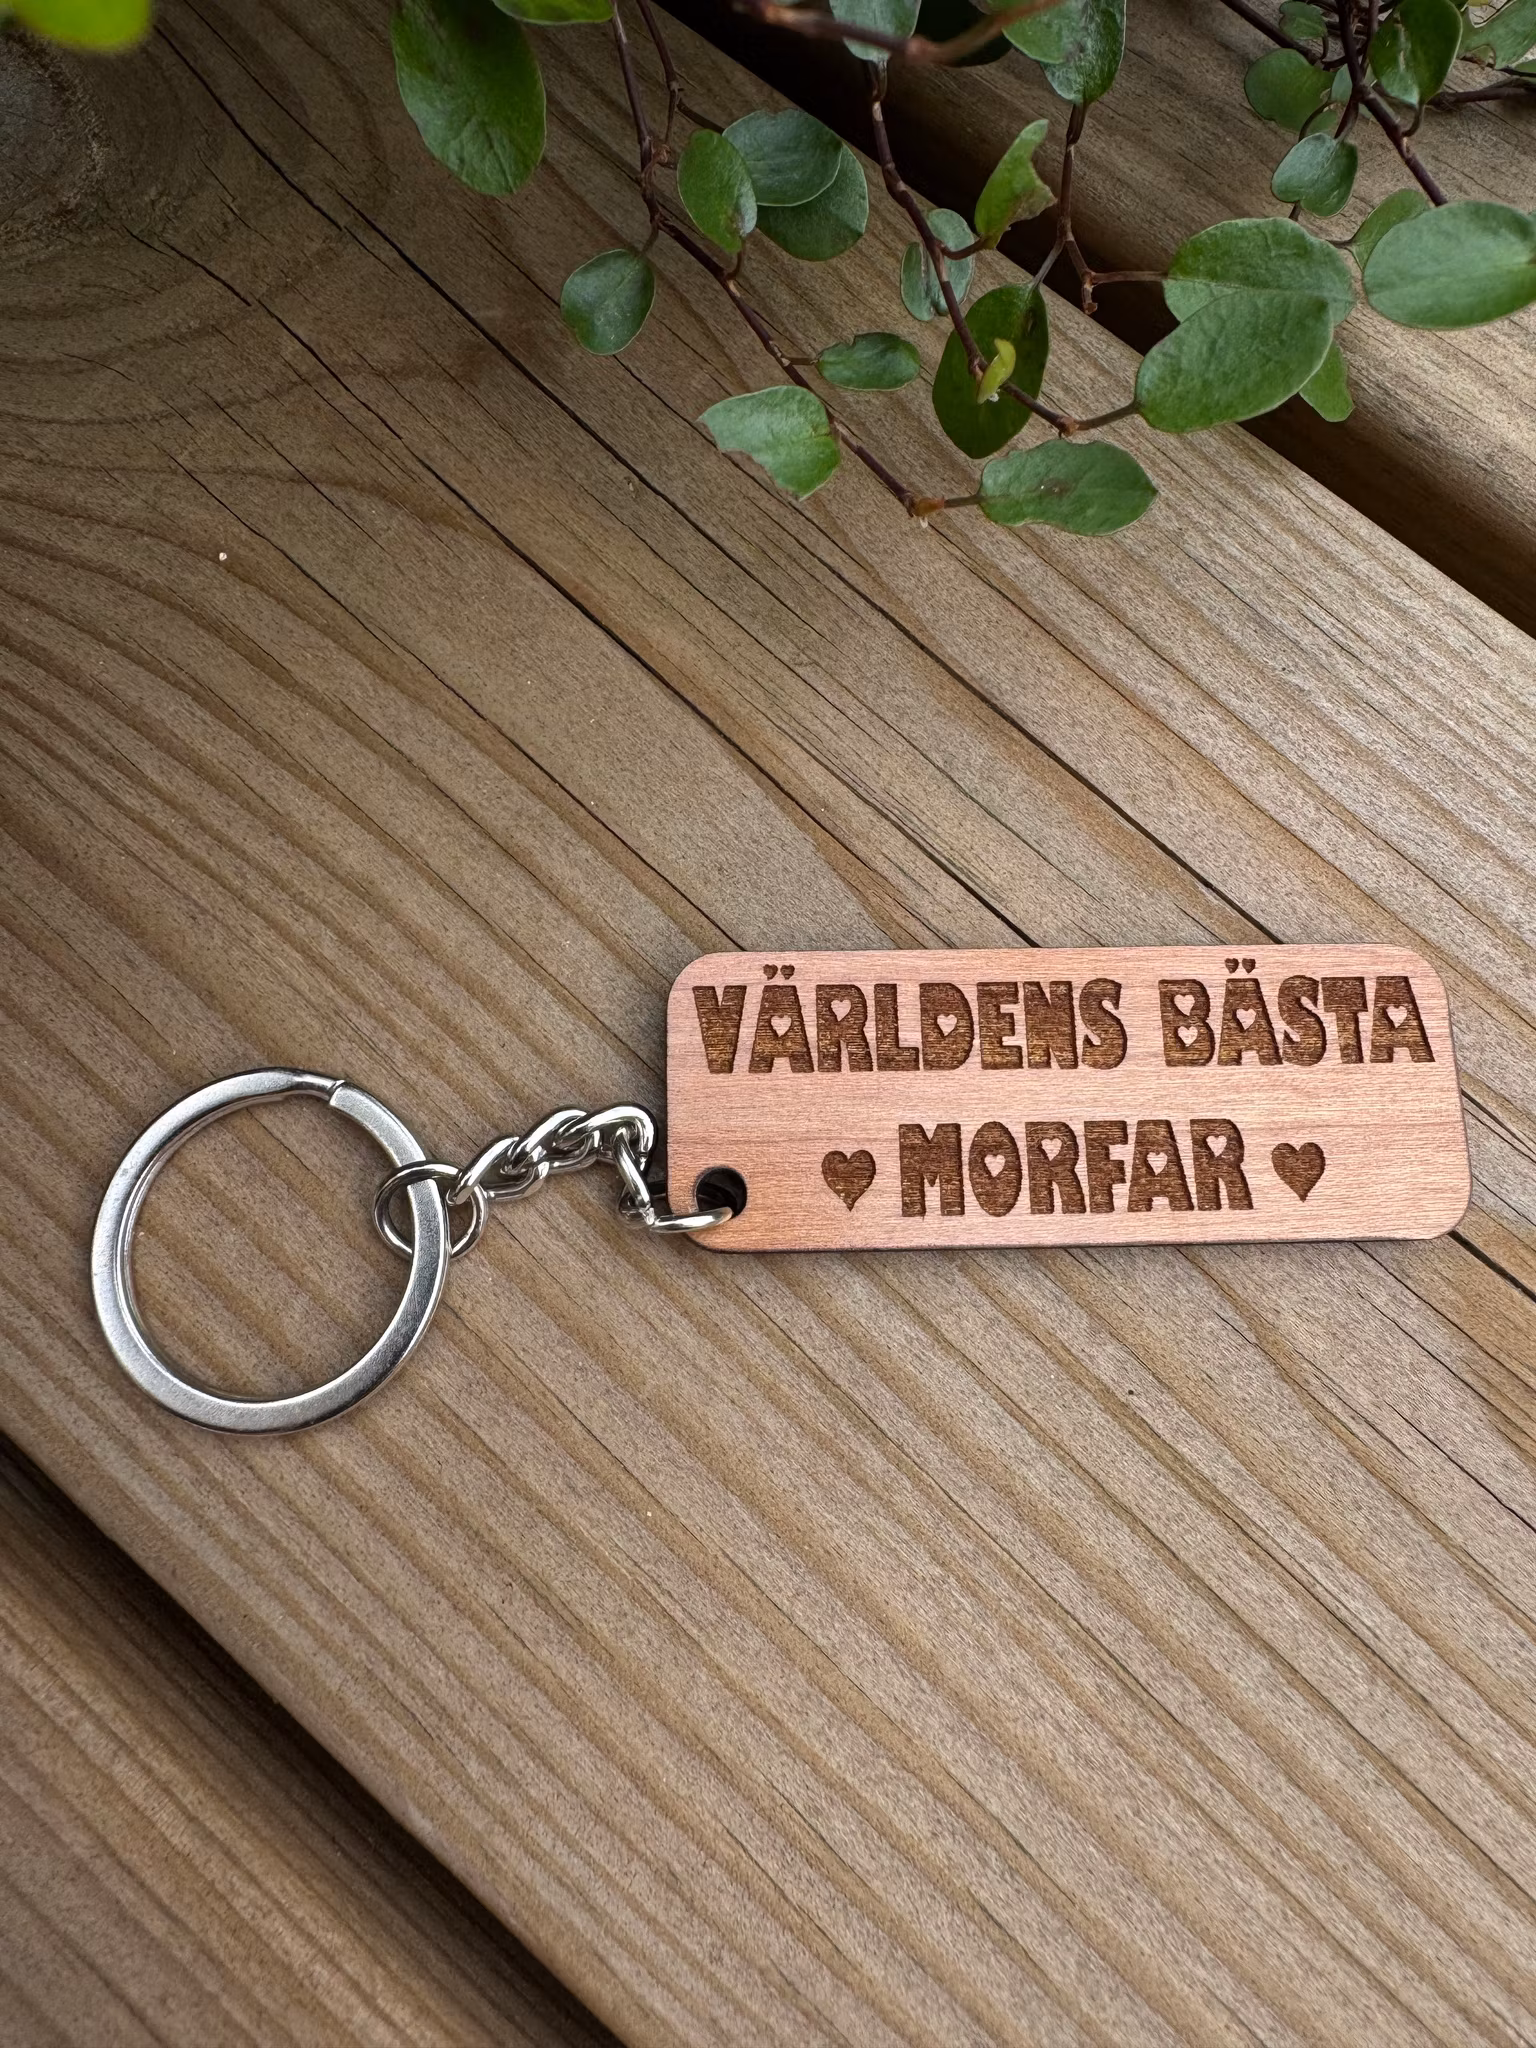 VÄRLDENS BÄSTA
♥ MORFAR ♥